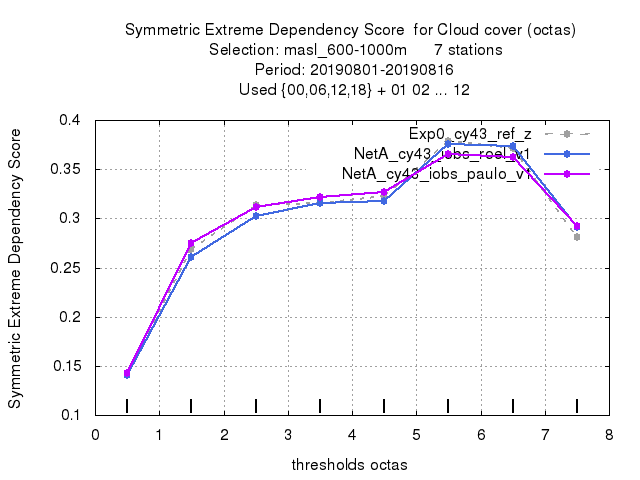 Symmetric Extreme Dependency Score for Cloud cover (octas)
Selection: masl_600-1000m 7 stations
Period: 20190801-20190816
Used {00,06,12,18} + 01 02 ... 12
Symmetric Extreme Dependency Score
0.4
0.35
0.3
0.25
0.2
0.15
0.1
Exp0_cy43_ref_z
NetA_cy43_iobs_roel_v1
NetA_cy43_iobs_paulo_v1
0 1 2 3 4 5 6 7 8
thresholds octas